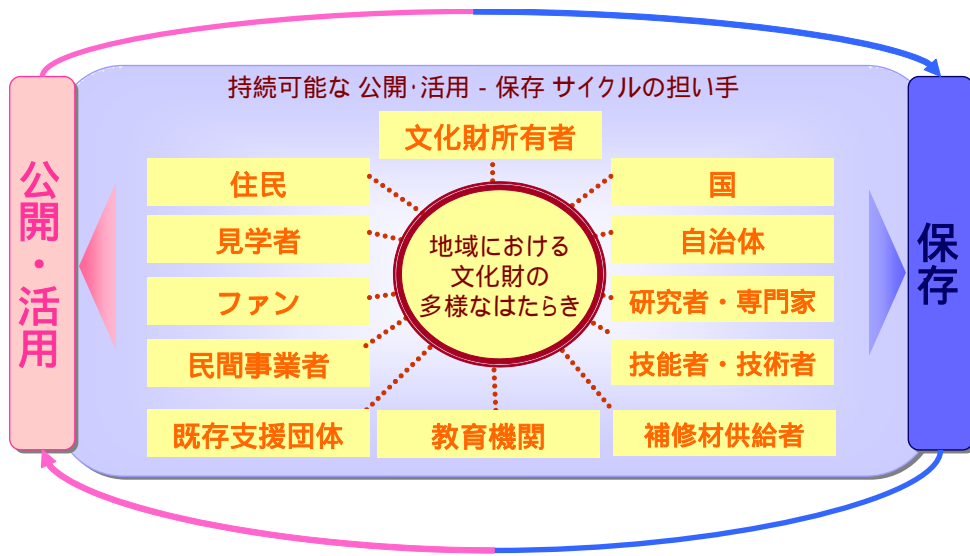 持続可能な 公開・活用 - 保存 サイクルの担い手
公開・活用
文化財所有者
住民
見学者
ファン
民間事業者
既存支援団体
地域における
文化財の
多様なはたらき
教育機関
国
自治体
研究者・専門家
技能者・技術者
補修材供給者
保存